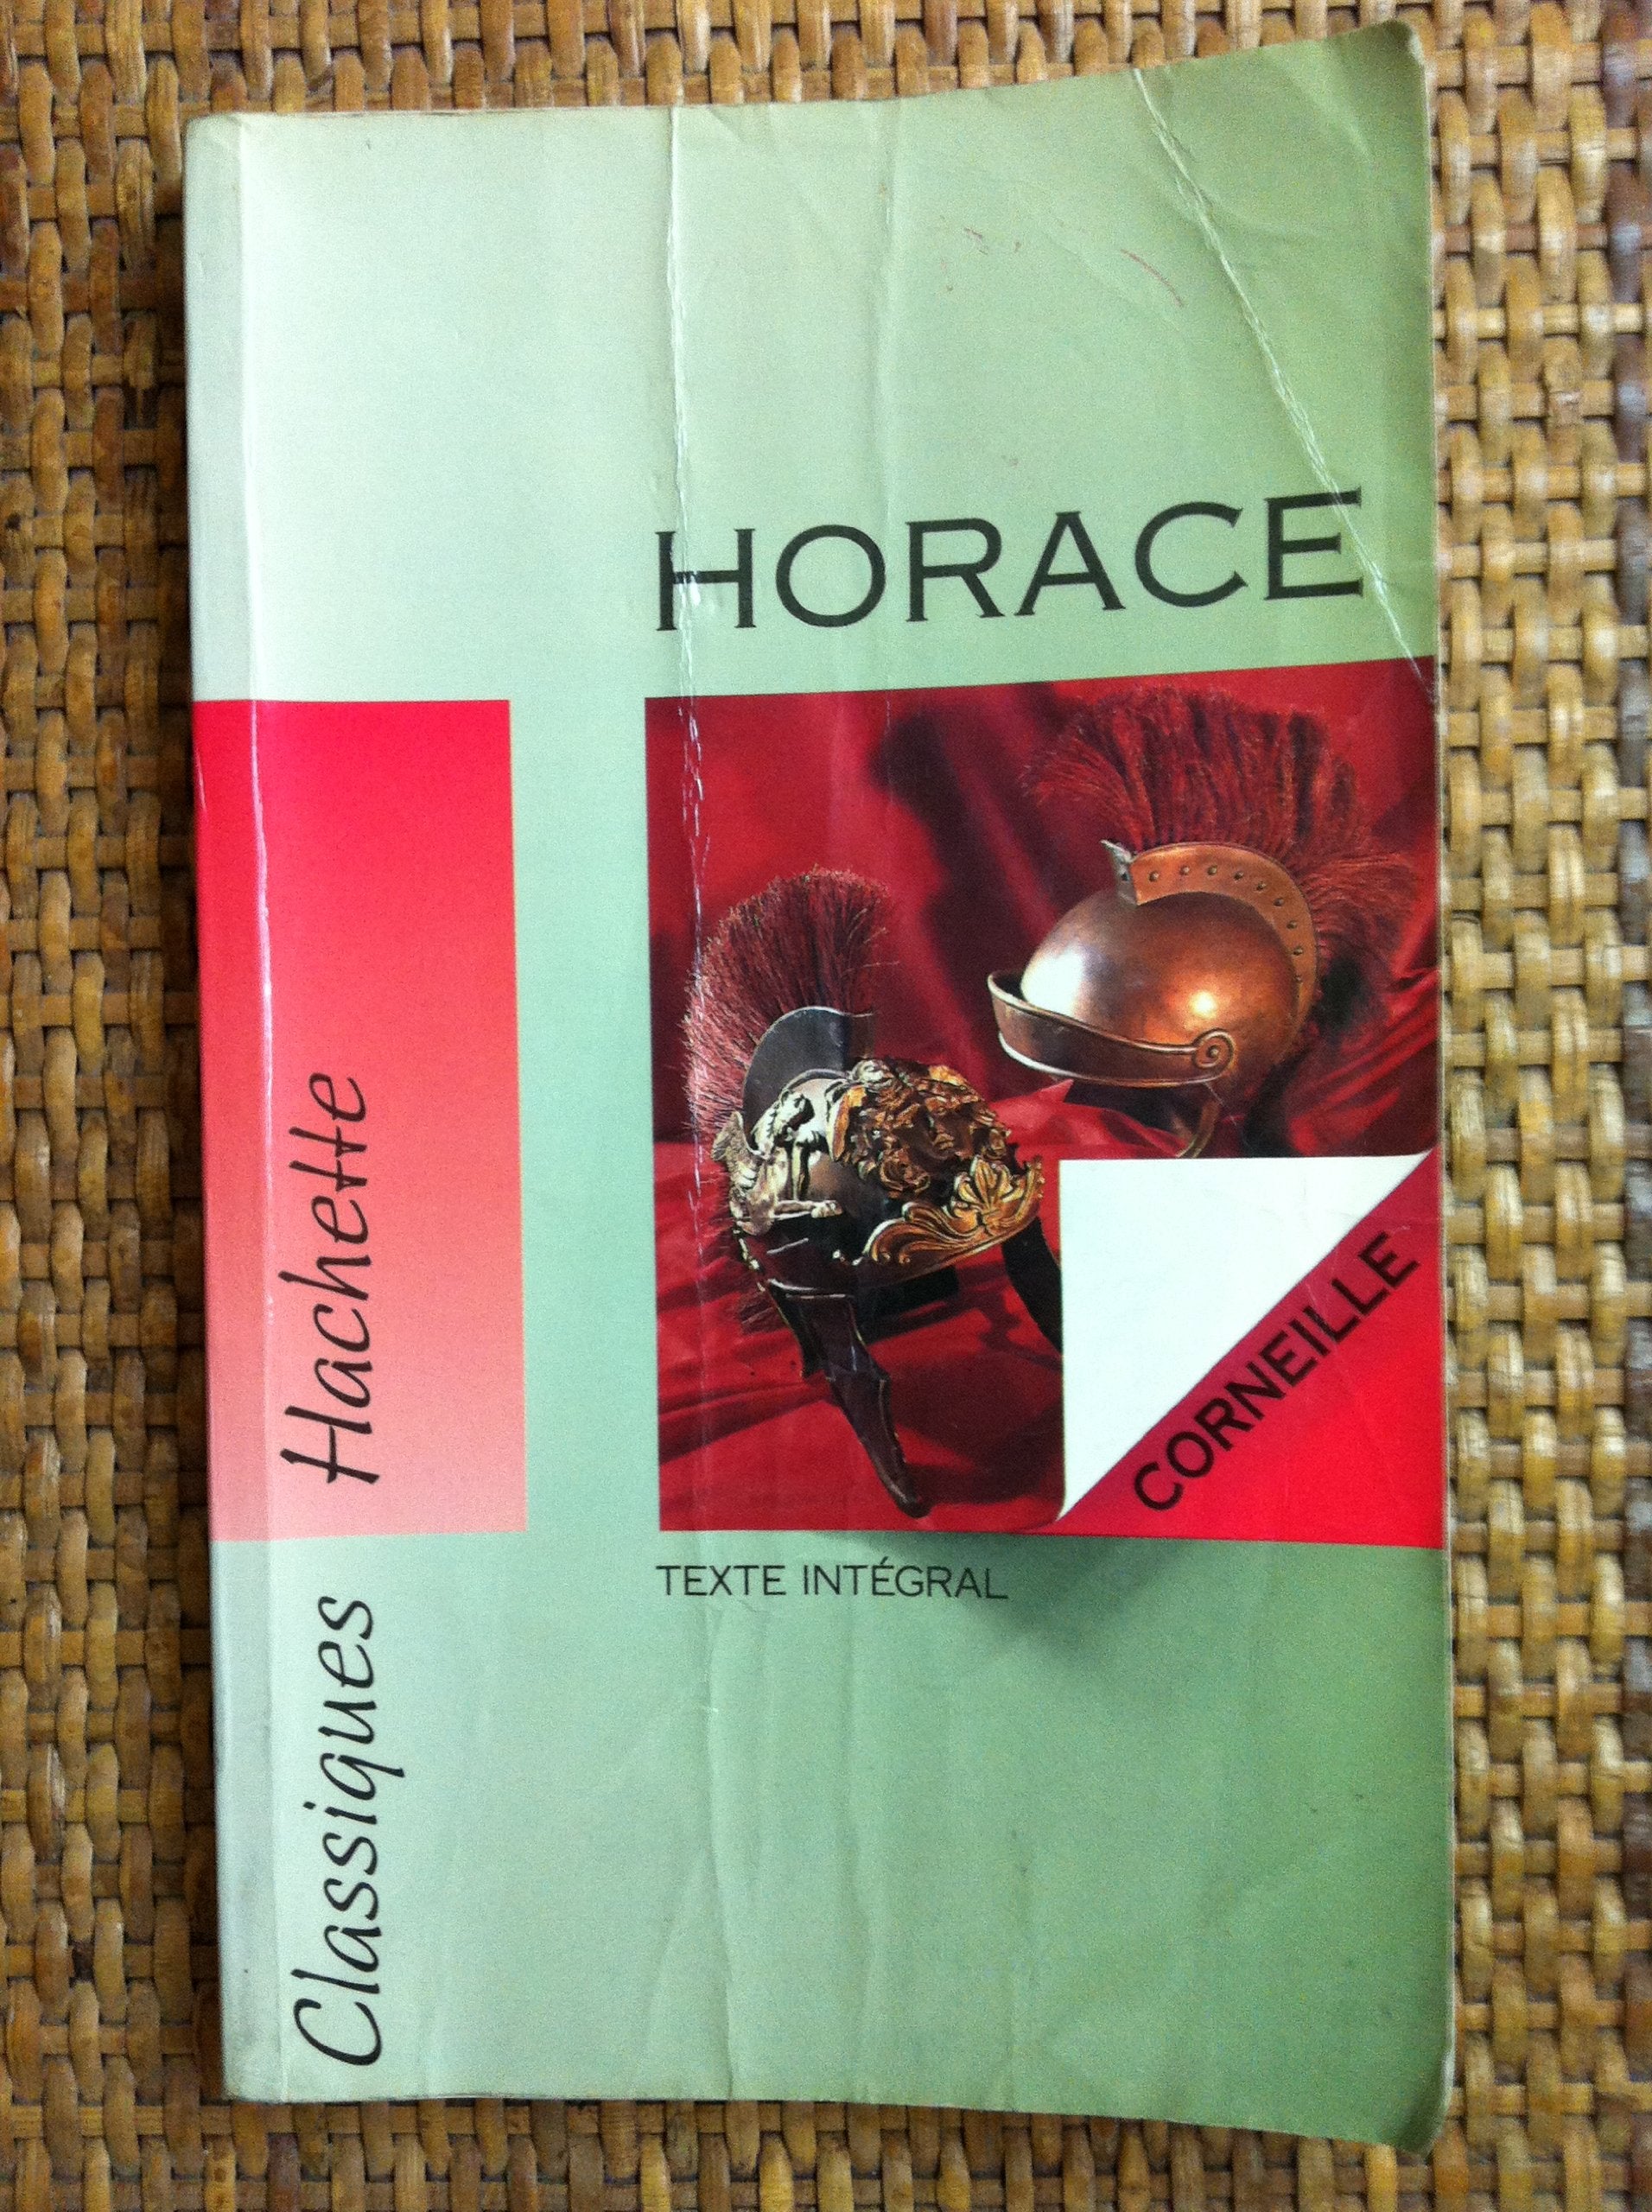 HORACE
CORNEILLE
TEXTE INTÉGRAL
Classiques Hachette